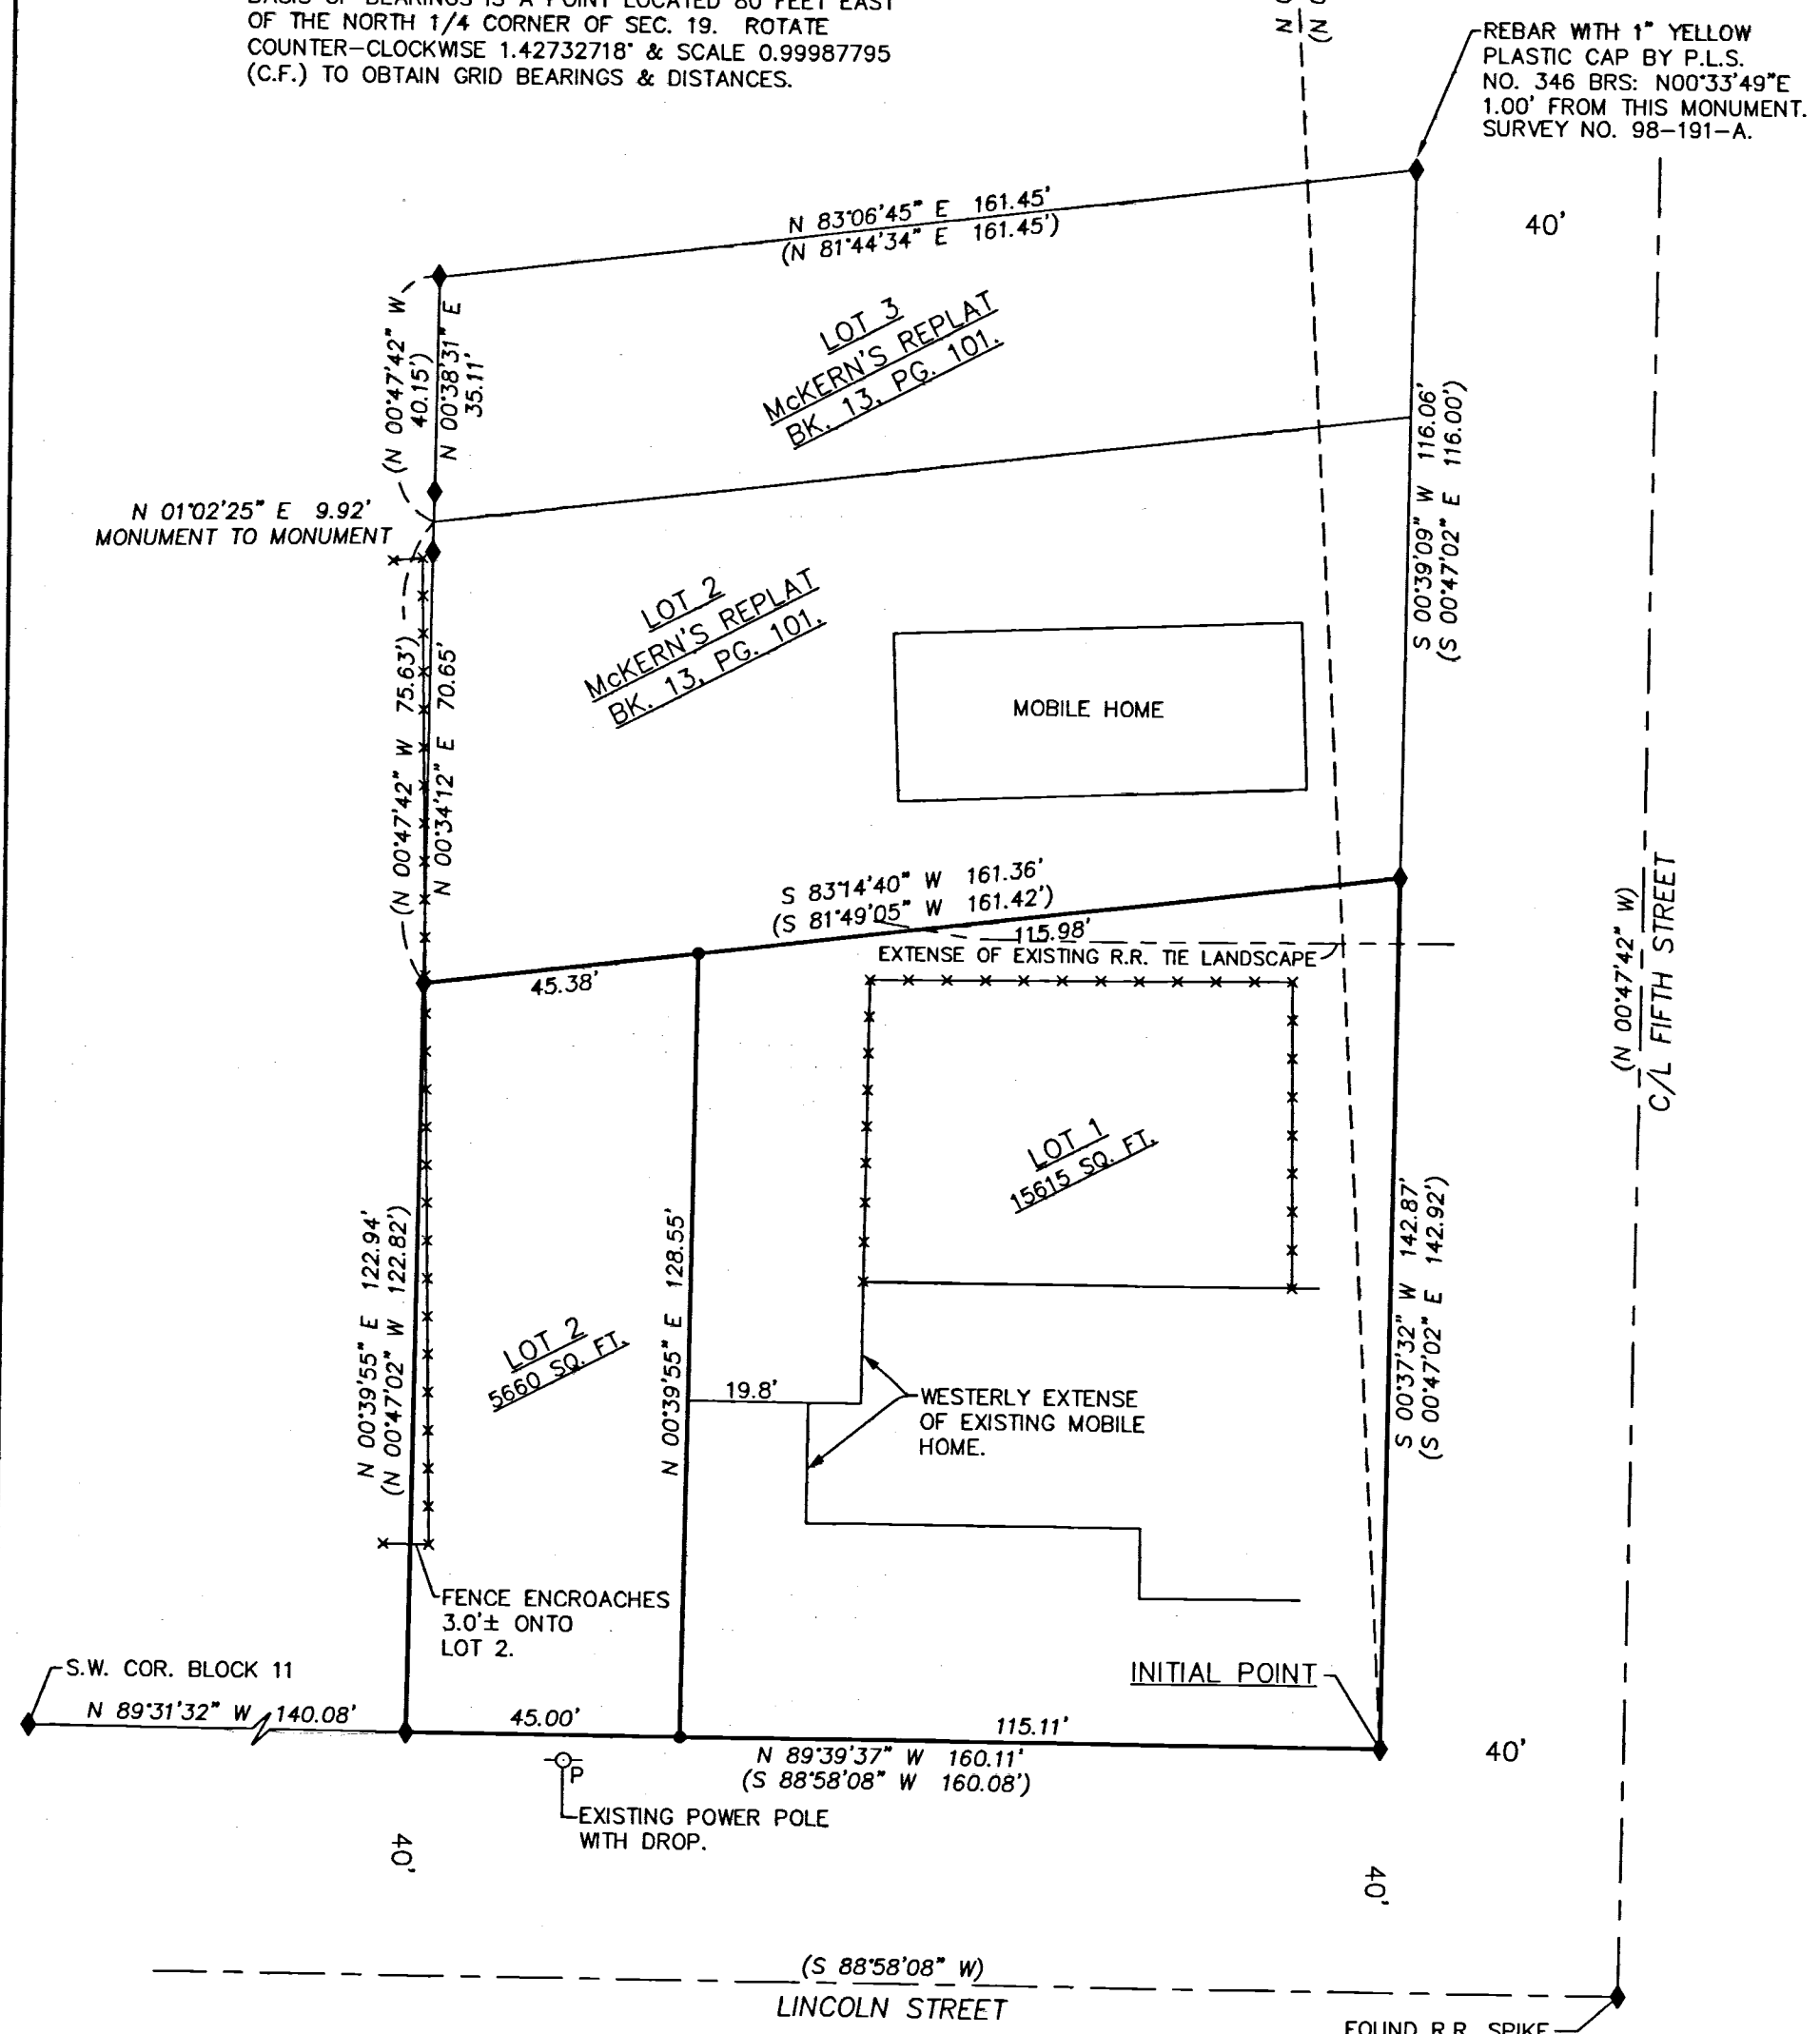 BASIS OF BEARINGS IS A POINT LOCATED 80 FEET EAST
OF THE NORTH 1/4 CORNER OF SEC. 19. ROTATE
COUNTER-CLOCKWISE 1.42732718° & SCALE 0.99987795
(C.F.) TO OBTAIN GRID BEARINGS & DISTANCES.
REBAR WITH 1" YELLOW
PLASTIC CAP BY P.L.S.
NO. 346 BRS: N00°33'49"E
1.00' FROM THIS MONUMENT.
SURVEY NO. 98-191-A.
N
(N
40'
N 83°06'45" E 161.45'
(N 81°44'34" E 161.45')
(N 00°47'42" W
40.15')
N 00°38'31" E
35.11'
LOT 3
McKERN'S REPLAT
BK. 13, PG. 101.
S 00°39'09" W 116.06'
(S 00°47'02" E 116.00')
N 01°02'25" E 9.92'
MONUMENT TO MONUMENT
LOT 2
McKERN'S REPLAT
BK. 13, PG. 101.
MOBILE HOME
(N 00°47'42" W 75.63')
N 00°34'12" E 70.65'
S 83°14'40" W 161.36'
(S 81°49'05" W 161.42')
115.98'
EXTENSE OF EXISTING R.R. TIE LANDSCAPE
45.38'
(N 00°47'42" W)
C/L FIFTH STREET
LOT 1
15615 SQ. FT.
N 00°39'55" E 122.94'
(N 00°47'02" W 122.82')
N 00°39'55" E 128.55'
S 00°37'32" W 142.87'
(S 00°47'02" E 142.92')
LOT 2
5660 SQ. FT.
19.8'
WESTERLY EXTENSE
OF EXISTING MOBILE
HOME.
FENCE ENCROACHES
3.0'± ONTO
LOT 2.
S.W. COR. BLOCK 11
N 89°31'32" W 140.08'
INITIAL POINT
45.00'
115.11'
N 89°39'37" W 160.11'
(S 88°58'08" W 160.08')
40'
P
EXISTING POWER POLE
WITH DROP.
40'
40'
(S 88°58'08" W)
LINCOLN STREET
FOUND R.R. SPIKE